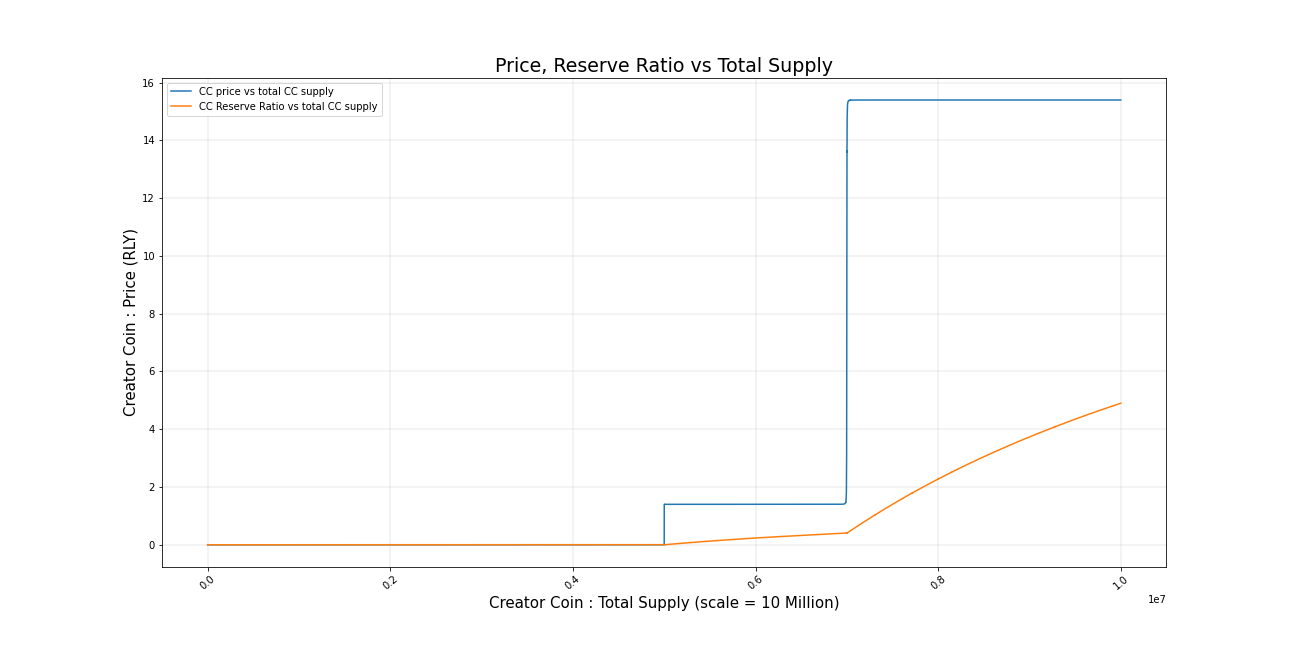 Price, Reserve Ratio vs Total Supply
CC price vs total CC supply
CC Reserve Ratio vs total CC supply
Creator Coin : Price (RLY)
16
14
12
10
8
6
4
2
0
0.0
0.2
0.4
0.6
0.8
1.0
1e7
Creator Coin : Total Supply (scale = 10 Million)